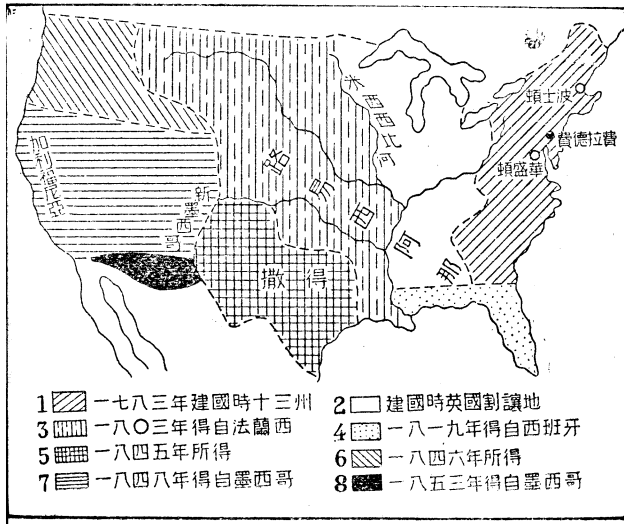 波士頓
費拉德費
華盛頓
米西西比河
路易西阿那
加利福尼亞
新墨西哥
得撒
1 一七八三年建國時十三州
2 建國時英國割讓地
3 一八〇三年得自法蘭西
4 一八一九年得自西班牙
5 一八四五年所得
6 一八四六年所得
7 一八四八年得自墨西哥
8 一八五三年得自墨西哥